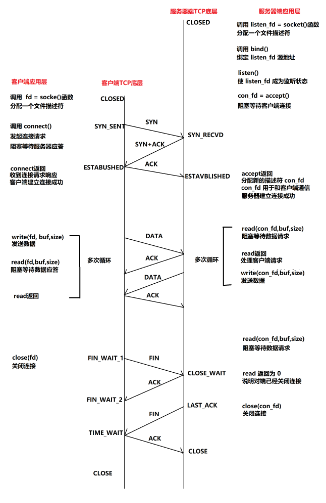 服务器端TCP底层
服务器端应用层
CLOSED
调用 listen_fd = socket()函数
分配一个文件描述符
调用 bind()
绑定 listen_fd 源地址
listen()
使 listen_fd 成为监听状态
con_fd = accept()
阻塞等待客户端连接
客户端应用层
客户端TCP底层
调用 fd = socke()函数
分配一个文件描述符
CLOSED
调用 connect()
发起连接请求
阻塞等待服务器应答
SYN_SENT
SYN
SYN_RECVD
SYN+ACK
ESTABUSHED
ACK
ESTAVBLISHED
connect返回
收到连接请求响应
客户端建立连接成功
accept返回
分配新的描述符 con_fd
con_fd 用于和客户端通信
服务器建立连接成功
write(fd, buf,size)
发送数据
read(fd,buf,size)
阻塞等待数据应答
read返回
多次循环
DATA
ACK
DATA
ACK
多次循环
read(con_fd,buf,size)
阻塞等待数据请求
read返回
处理客户端请求
write(con_fd,buf,size)
发送数据
read(con_fd,buf,size)
阻塞等待数据请求
close(fd)
关闭连接
FIN_WAIT_1
FIN
CLOSE_WAIT
read 返回为 0
说明对端已经关闭连接
ACK
FIN_WAIT_2
LAST_ACK
close(con_fd)
关闭连接
FIN
TIME_WAIT
ACK
CLOSE
CLOSE